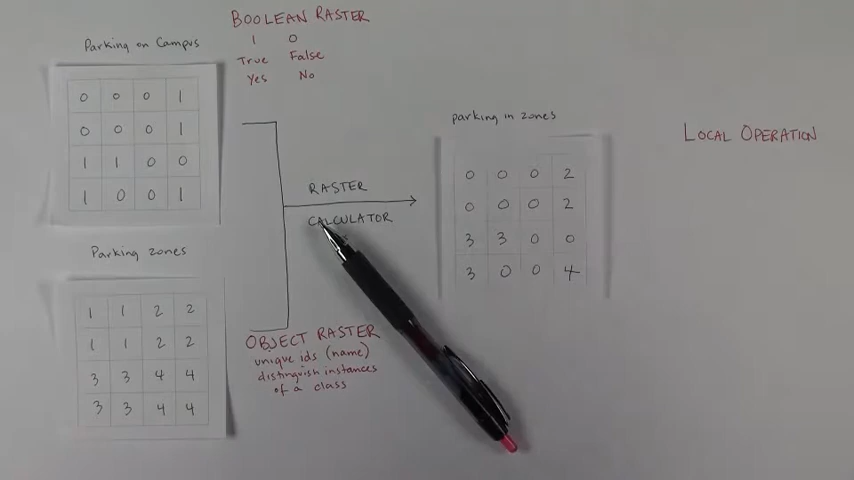 BOOLEAN RASTER
1 0
True False
Yes No
Parking on Campus
0 0 0 1
0 0 0 1
1 1 0 0
1 0 0 1
Parking zones
1 1 2 2
1 1 2 2
3 3 4 4
3 3 4 4
OBJECT RASTER
unique ids (name)
distinguish instances
of a class
RASTER
CALCULATOR
parking in zones
0 0 0 2
0 0 0 2
3 3 0 0
3 0 0 4
LOCAL OPERATION